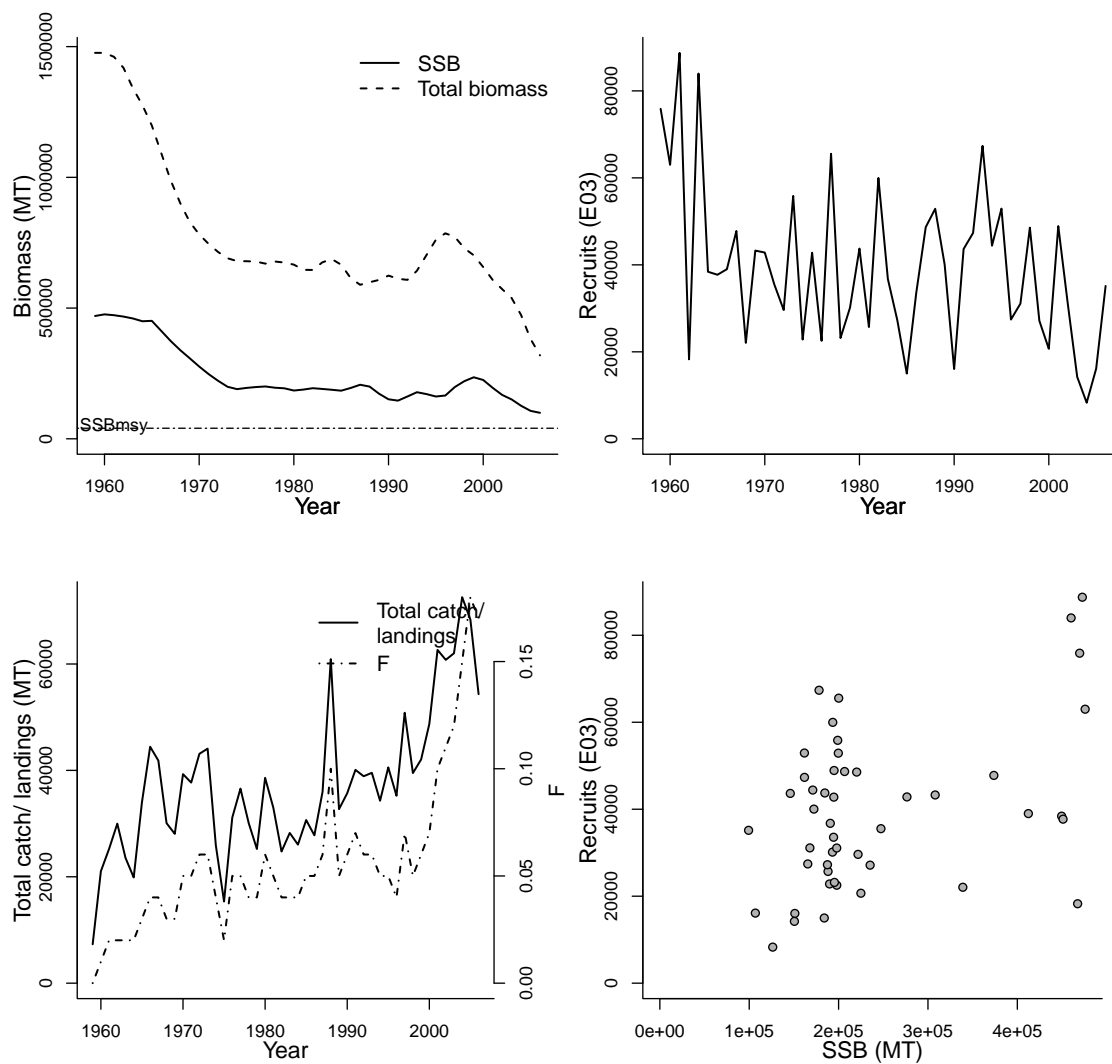 SSB
Total biomass
Biomass (MT)
0
500000
1000000
1500000
SSBmsy
1960
1970
1980
1990
2000
Year
Recruits (E03)
0
20000
40000
60000
80000
1960
1970
1980
1990
2000
Year
Total catch/
landings
F
Total catch/ landings (MT)
0
20000
40000
60000
0.00
0.05
0.10
0.15
F
1960
1970
1980
1990
2000
Year
Recruits (E03)
0
20000
40000
60000
80000
0e+00
1e+05
2e+05
3e+05
4e+05
SSB (MT)